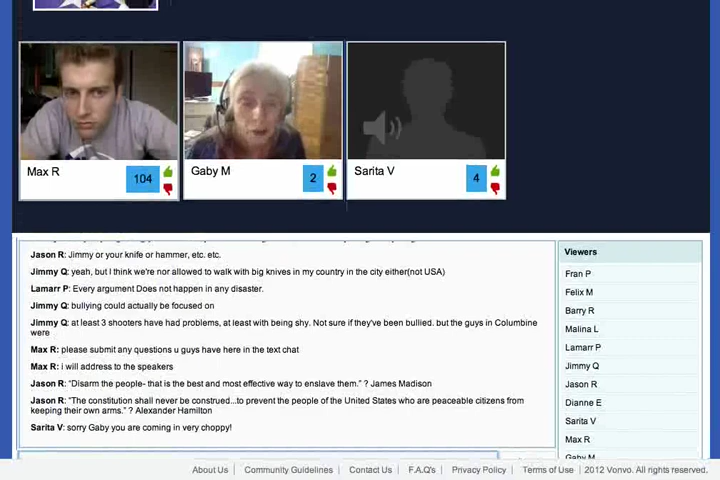 Max R
104
Gaby M
2
Sarita V
4
Jason R: Jimmy or your knife or hammer, etc. etc.
Jimmy Q: yeah, but I think we're nor allowed to walk with big knives in my country in the city either(not USA)
Lamarr P: Every argument Does not happen in any disaster.
Jimmy Q: bullying could actually be focused on
Jimmy Q: at least 3 shooters have had problems, at least with being shy. Not sure if they've been bullied. but the guys in Columbine
were
Max R: please submit any questions u guys have here in the text chat
Max R: i will address to the speakers
Jason R: "Disarm the people- that is the best and most effective way to enslave them." ? James Madison
Jason R: "The constitution shall never be construed...to prevent the people of the United States who are peaceable citizens from
keeping their own arms." ? Alexander Hamilton
Sarita V: sorry Gaby you are coming in very choppy!
Viewers
Fran P
Felix M
Barry R
Malina L
Lamarr P
Jimmy Q
Jason R
Dianne E
Sarita V
Max R
Gaby M
About Us
Community Guidelines
Contact Us
F.A.Q's
Privacy Policy
Terms of Use
2012 Vonvo. All rights reserved.